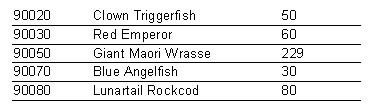 90020 Clown Triggerfish 50
90030 Red Emperor 60
90050 Giant Maori Wrasse 229
90070 Blue Angelfish 30
90080 Lunartail Rockcod 80